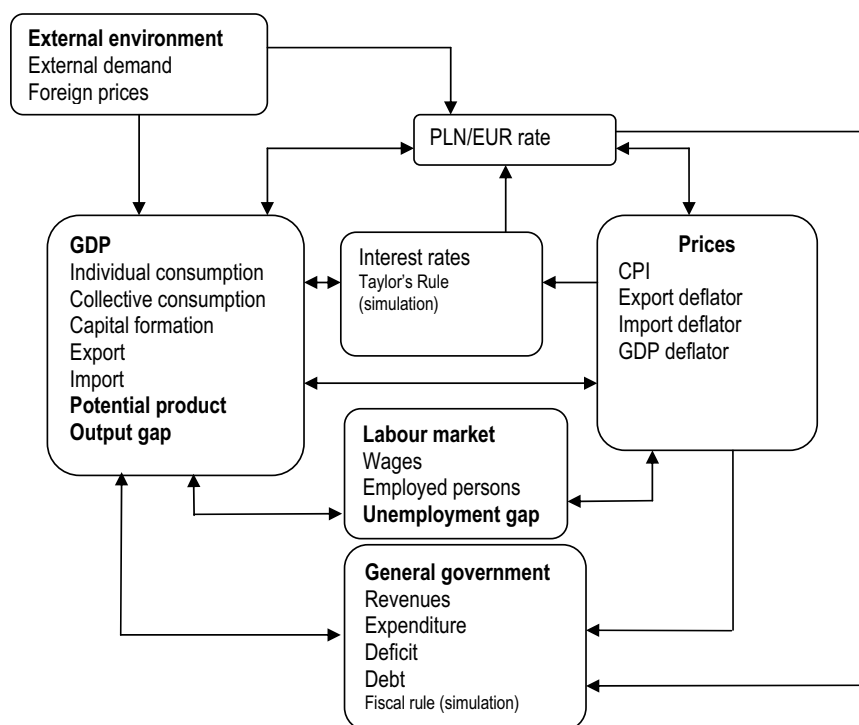 External environment
External demand
Foreign prices
PLN/EUR rate
GDP
Individual consumption
Collective consumption
Capital formation
Export
Import
Potential product
Output gap
Interest rates
Taylor's Rule
(simulation)
Prices
CPI
Export deflator
Import deflator
GDP deflator
Labour market
Wages
Employed persons
Unemployment gap
General government
Revenues
Expenditure
Deficit
Debt
Fiscal rule (simulation)